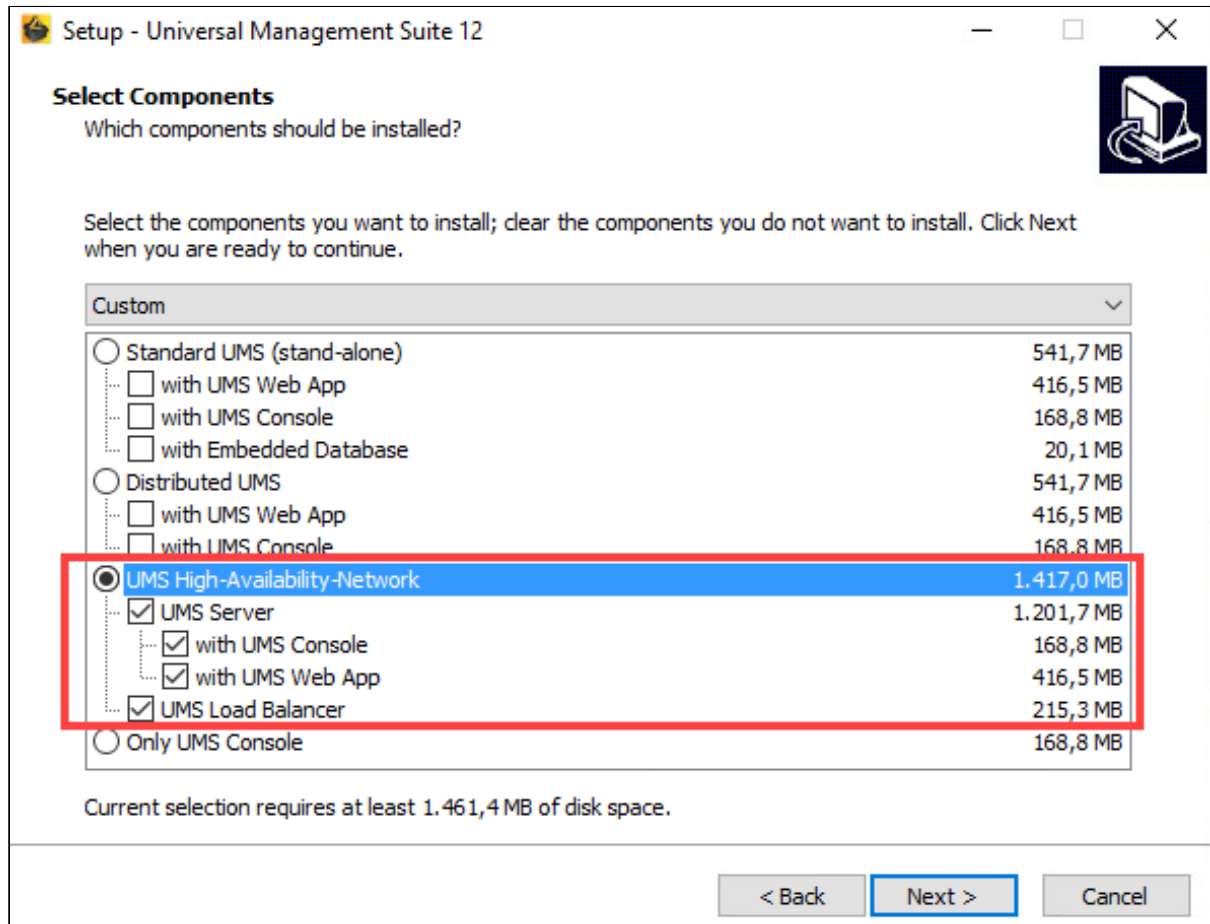 Setup - Universal Management Suite 12
Select Components
Which components should be installed?
Select the components you want to install; clear the components you do not want to install. Click Next
when you are ready to continue.
Custom
Standard UMS (stand-alone) 541,7 MB
with UMS Web App 416,5 MB
with UMS Console 168,8 MB
with Embedded Database 20,1 MB
Distributed UMS 541,7 MB
with UMS Web App 416,5 MB
with UMS Console 168,8 MB
UMS High-Availability-Network 1.417,0 MB
UMS Server 1.201,7 MB
with UMS Console 168,8 MB
with UMS Web App 416,5 MB
UMS Load Balancer 215,3 MB
Only UMS Console 168,8 MB
Current selection requires at least 1.461,4 MB of disk space.
< Back Next > Cancel